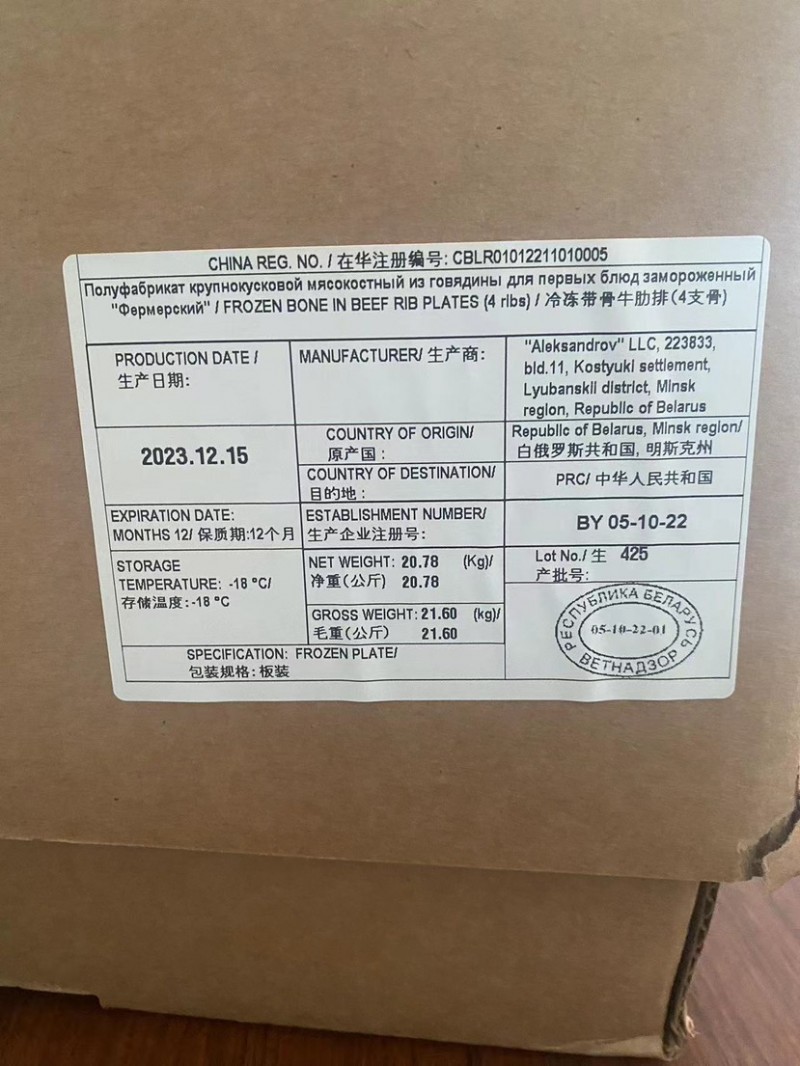 CHINA REG. NO. / 在华注册编号: CBLR01012211010005
Полуфабрикат крупнокусковой мясокостный из говядины для первых блюд замороженный
"Фермерский" / FROZEN BONE IN BEEF RIB PLATES (4 ribs) / 冷冻带骨牛肋排(4支骨)
PRODUCTION DATE /
生产日期:
MANUFACTURER/ 生产商:
"Aleksandrov" LLC, 223833,
bld.11, Kostyuki settlement,
Lyubanskii district, Minsk
region, Republic of Belarus
2023.12.15
COUNTRY OF ORIGIN/
原产国:
Republic of Belarus, Minsk region/
白俄罗斯共和国, 明斯克州
COUNTRY OF DESTINATION/
目的地:
PRC/ 中华人民共和国
EXPIRATION DATE:
MONTHS 12/ 保质期:12个月
ESTABLISHMENT NUMBER/
生产企业注册号:
BY 05-10-22
STORAGE
TEMPERATURE: -18 °C/
存储温度:-18 °C
NET WEIGHT: 20.78 (Kg)/
净重(公斤) 20.78
Lot No./ 生 425
产批号:
GROSS WEIGHT: 21.60 (kg)/
毛重(公斤) 21.60
РЕСПУБЛИКА БЕЛАРУСЬ
05-10-22-01
ВЕТНАДЗОР
SPECIFICATION: FROZEN PLATE/
包装规格: 板装